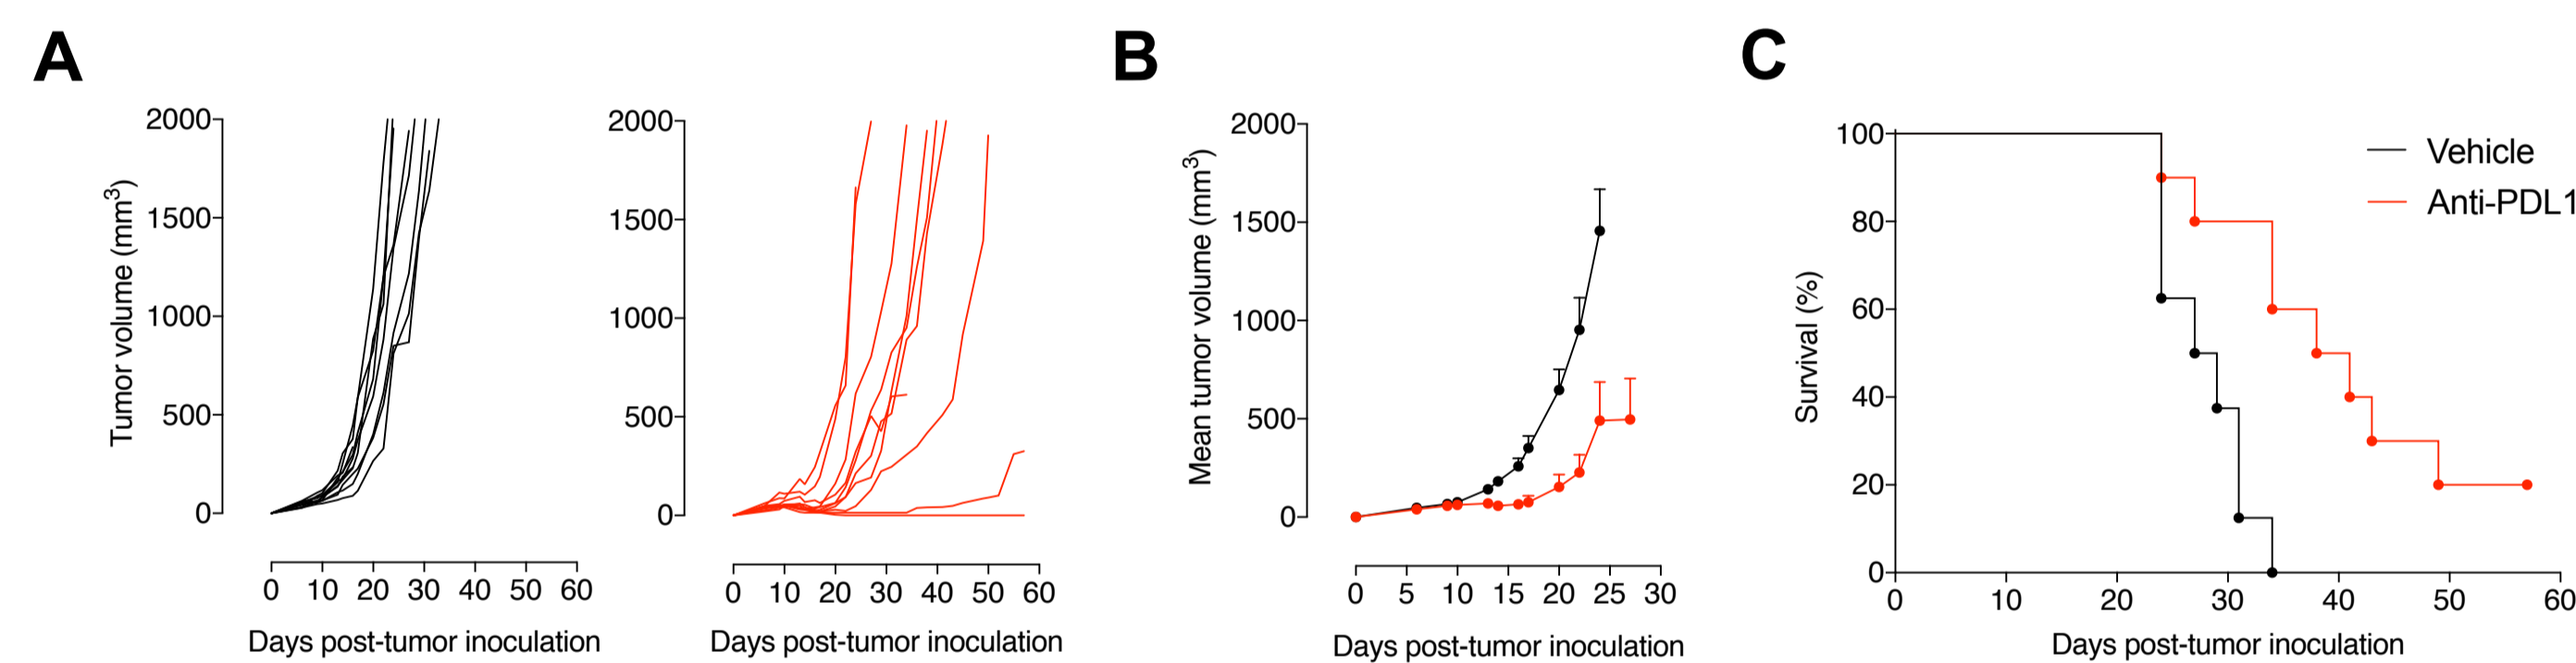 A
Tumor volume (mm3)
2000
1500
1000
500
0
0 10 20 30 40 50 60
Days post-tumor inoculation
2000
1500
1000
500
0
0 10 20 30 40 50 60
Days post-tumor inoculation
B
Mean tumor volume (mm3)
2000
1500
1000
500
0
0 5 10 15 20 25 30
Days post-tumor inoculation
C
Survival (%)
100
80
60
40
20
0
0 10 20 30 40 50 60
Days post-tumor inoculation
Vehicle
Anti-PDL1